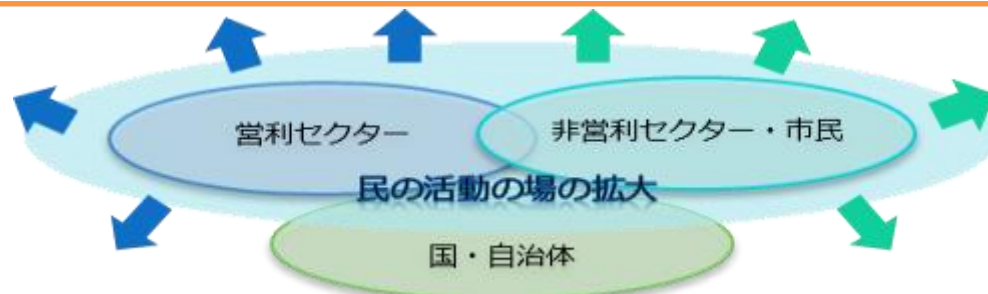 営利セクター
非営利セクター・市民
民の活動の場の拡大
国・自治体